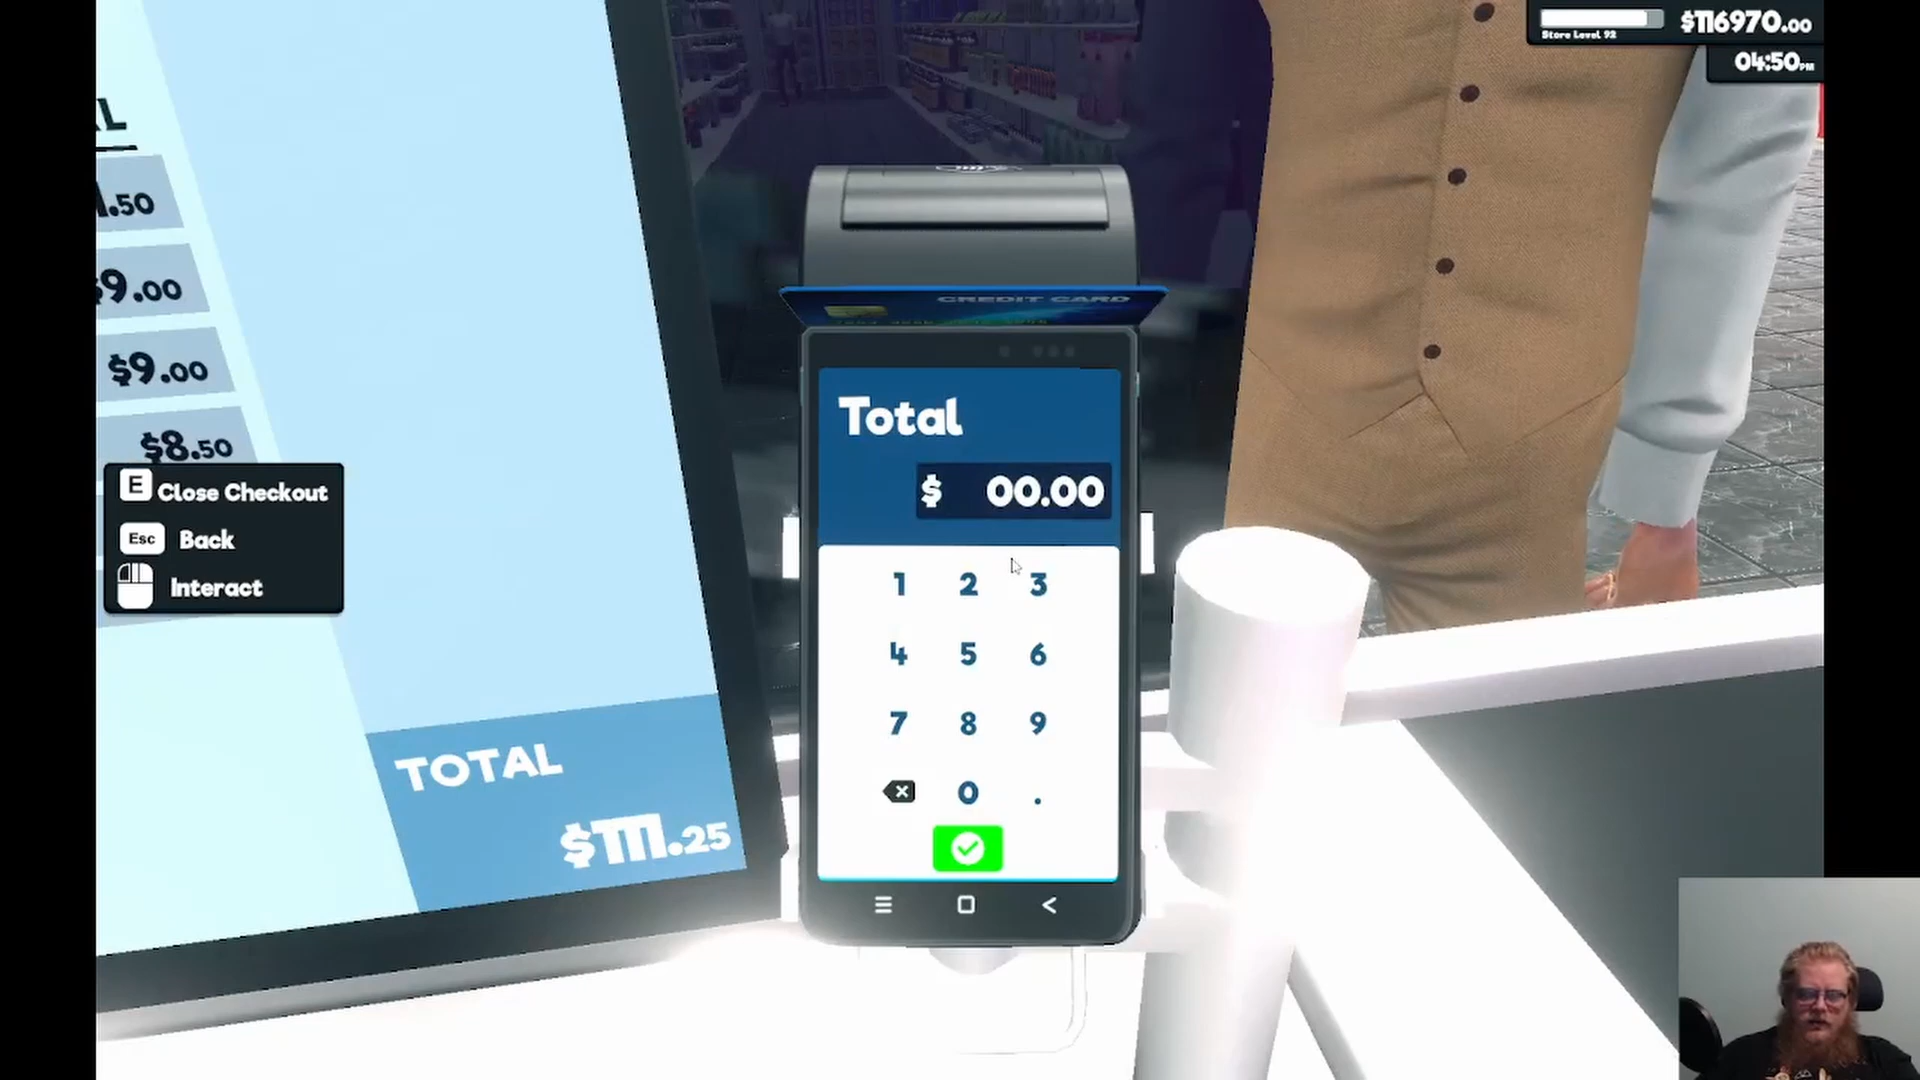 Store Level 92
$116970.00
04:50PM
.50
$9.00
$9.00
$8.50
E Close Checkout
Esc Back
Interact
TOTAL
$111.25
CREDIT CARD
Total
$ 00.00
1 2 3
4 5 6
7 8 9
0 .